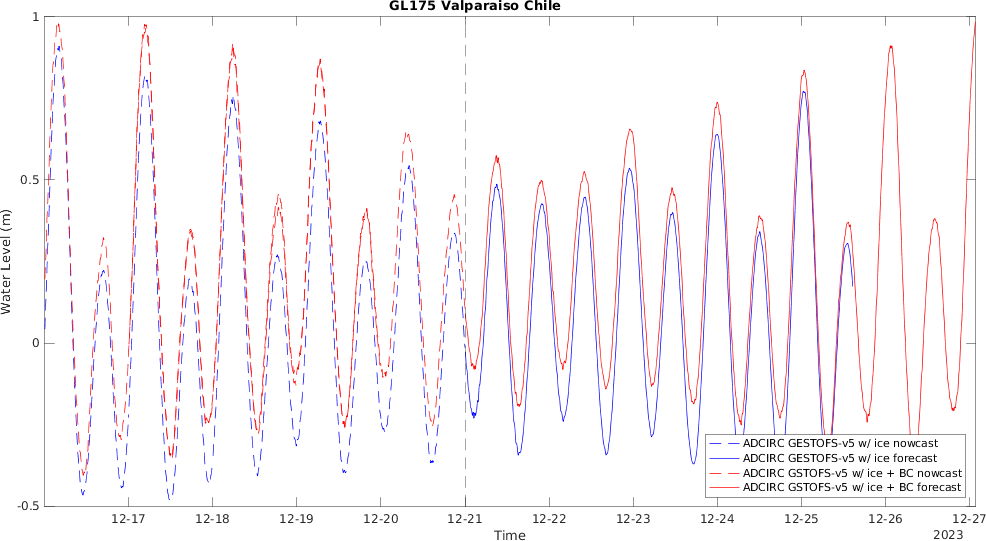 GL175 Valparaiso Chile
1
0.5
0
-0.5
Water Level (m)
12-17 12-18 12-19 12-20 12-21 12-22 12-23 12-24 12-25 12-26 12-27
Time
2023
ADCIRC GESTOFS-v5 w/ ice nowcast
ADCIRC GESTOFS-v5 w/ ice forecast
ADCIRC GSTOFS-v5 w/ ice + BC nowcast
ADCIRC GSTOFS-v5 w/ ice + BC forecast